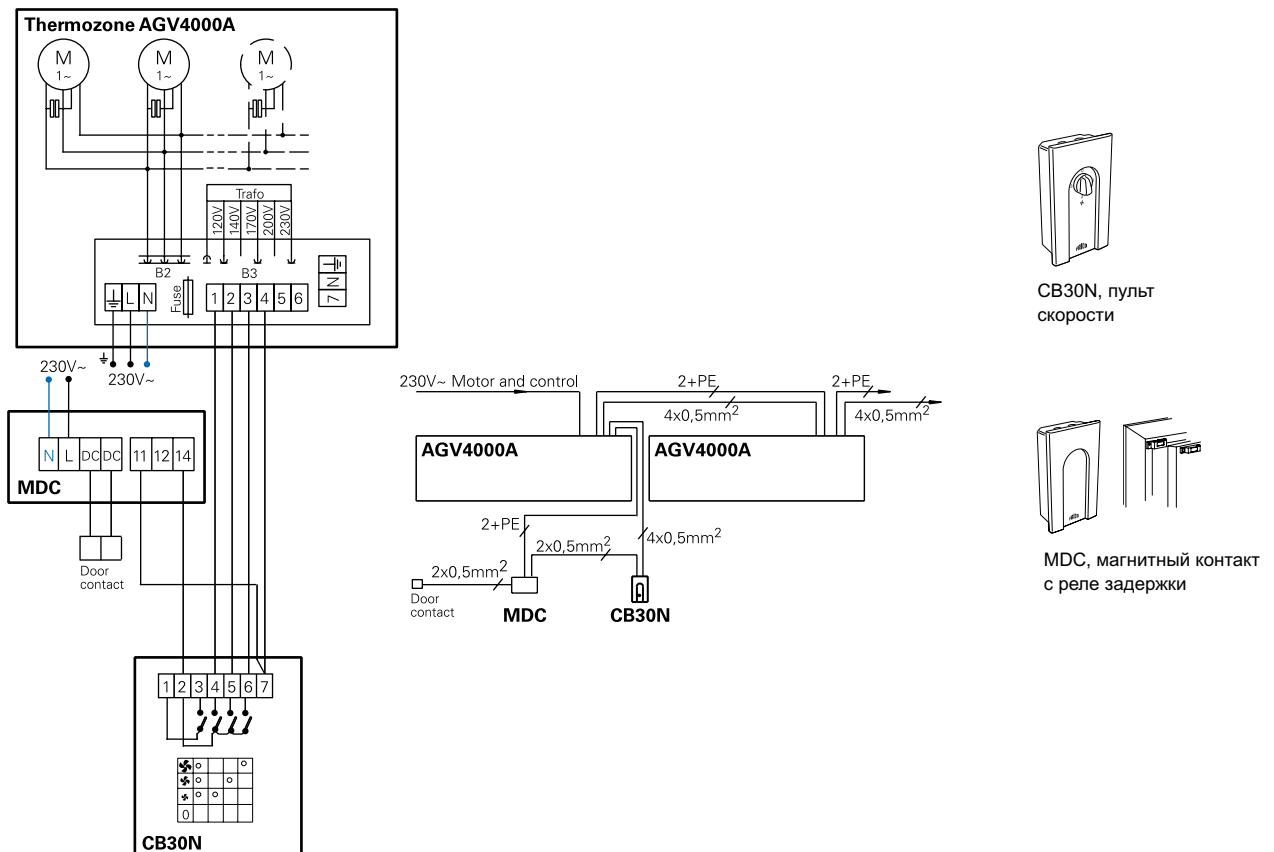 Thermozone AGV4000A
M
1~
M
1~
M
1~
Trafo
120V
140V
170V
200V
230V
B2
B3
Fuse
L N
1 2 3 4 5 6
7 N
230V~
230V~
N L DC DC 11 12 14
MDC
Door
contact
1 2 3 4 5 6 7
0
CB30N
230V~ Motor and control
2+PE
2+PE
4x0,5mm²
4x0,5mm²
AGV4000A
AGV4000A
2+PE
2x0,5mm²
4x0,5mm²
2x0,5mm²
Door
contact
MDC
CB30N
CB30N, пульт
скорости
MDC, магнитный контакт
с реле задержки